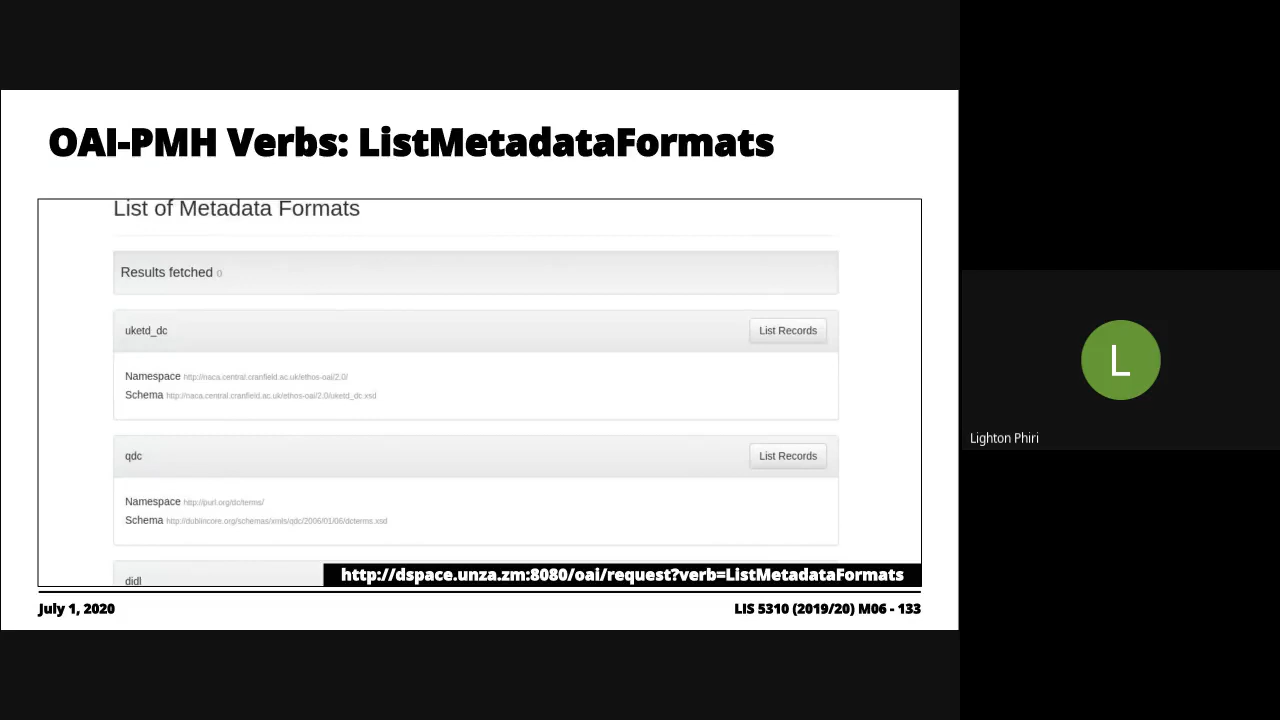 OAI-PMH Verbs: ListMetadataFormats
List of Metadata Formats
Results fetched 0
uketd_dc
List Records
Namespace http://naca.central.cranfield.ac.uk/ethos-oai/2.0/
Schema http://naca.central.cranfield.ac.uk/ethos-oai/2.0/uketd_dc.xsd
qdc
List Records
Namespace http://purl.org/dc/terms/
Schema http://dublincore.org/schemas/xmls/qdc/2006/01/06/dcterms.xsd
didl
http://dspace.unza.zm:8080/oai/request?verb=ListMetadataFormats
July 1, 2020
LIS 5310 (2019/20) M06 - 133
L
Lighton Phiri